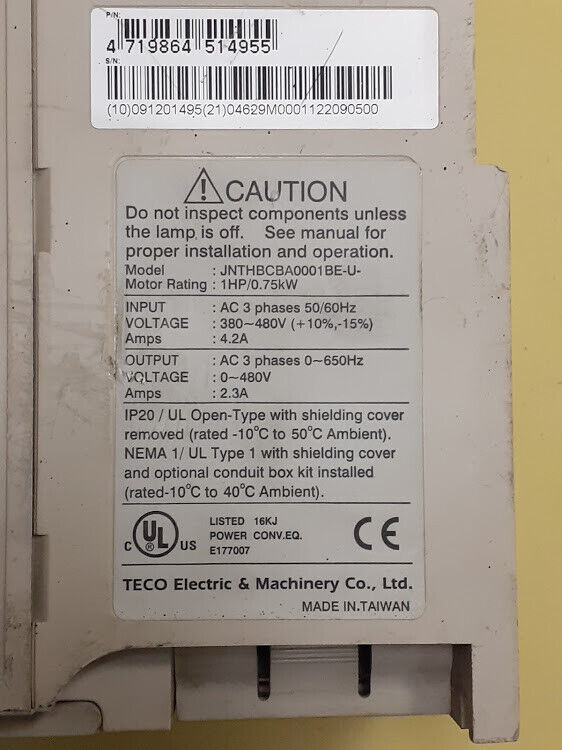 P/N:
4 719864 514955
S/N:
(10)091201495(21)04629M0001122090500
CAUTION
Do not inspect components unless
the lamp is off. See manual for
proper installation and operation.
Model : JNTHBCBA0001BE-U-
Motor Rating : 1HP/0.75kW
INPUT : AC 3 phases 50/60Hz
VOLTAGE : 380~480V (+10%,-15%)
Amps : 4.2A
OUTPUT : AC 3 phases 0~650Hz
VOLTAGE : 0~480V
Amps : 2.3A
IP20 / UL Open-Type with shielding cover
removed (rated -10°C to 50°C Ambient).
NEMA 1/ UL Type 1 with shielding cover
and optional conduit box kit installed
(rated-10°C to 40°C Ambient).
C UL ® US
LISTED 16KJ
POWER CONV.EQ.
E177007
CE
TECO Electric & Machinery Co., Ltd.
MADE IN.TAIWAN